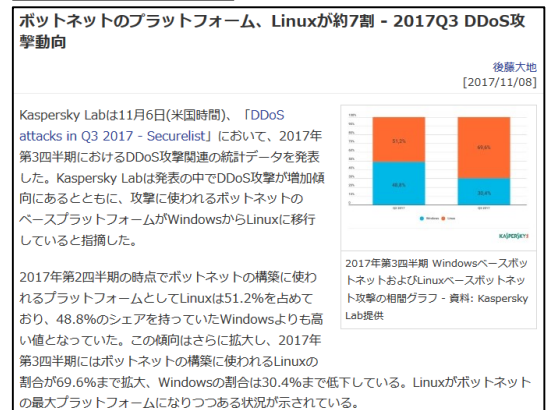 ボットネットのプラットフォーム、Linuxが約7割 - 2017Q3 DDoS攻
撃動向
後藤大地
[2017/11/08]
Kaspersky Labは11月6日(米国時間)、「DDoS
attacks in Q3 2017 - Securelist」において、2017年
第3四半期におけるDDoS攻撃関連の統計データを発表
した。Kaspersky Labは発表の中でDDoS攻撃が増加傾
向にあるとともに、攻撃に使われるボットネットの
ベースプラットフォームがWindowsからLinuxに移行
していると指摘した。
51.2%
69.6%
48.8%
30.4%
Windows Linux
KASPERSKY
2017年第3四半期 Windowsベースボッ
トネットおよびLinuxベースボットネッ
ト攻撃の相間グラフ - 資料: Kaspersky
Lab提供
2017年第2四半期の時点でボットネットの構築に使わ
れるプラットフォームとしてLinuxは51.2%を占めて
おり、48.8%のシェアを持っていたWindowsよりも高
い値となっていた。この傾向はさらに拡大し、2017年
第3四半期にはボットネットの構築に使われるLinuxの
割合が69.6%まで拡大、Windowsの割合は30.4%まで低下している。Linuxがボットネット
の最大プラットフォームになりつつある状況が示されている。